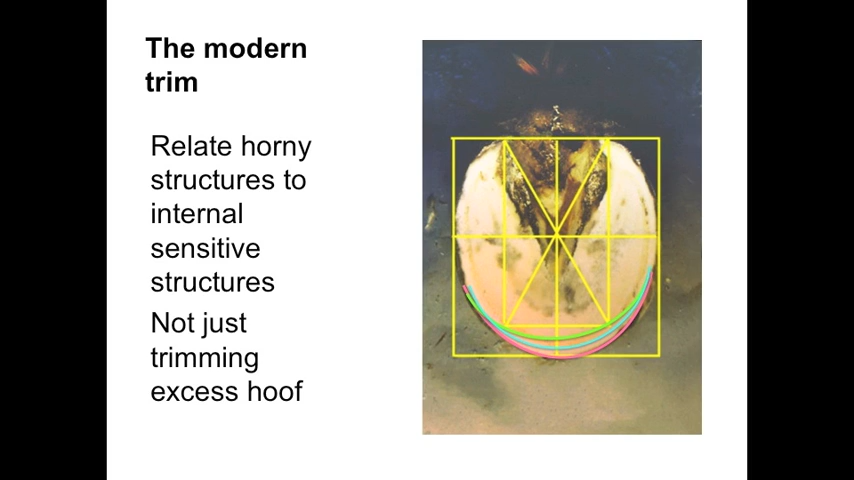 The modern
trim
Relate horny
structures to
internal
sensitive
structures
Not just
trimming
excess hoof